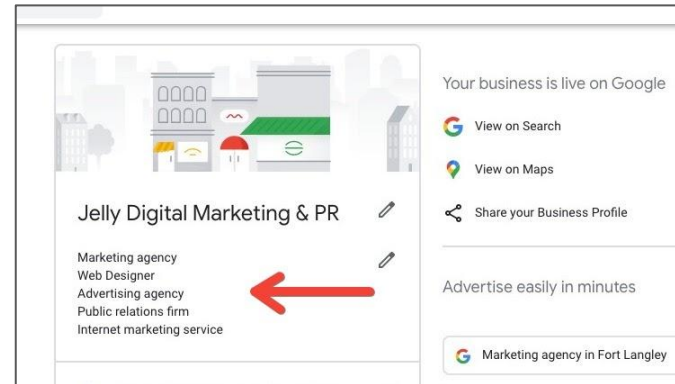 Jelly Digital Marketing & PR
Marketing agency
Web Designer
Advertising agency
Public relations firm
Internet marketing service
Your business is live on Google
View on Search
View on Maps
Share your Business Profile
Advertise easily in minutes
Marketing agency in Fort Langley